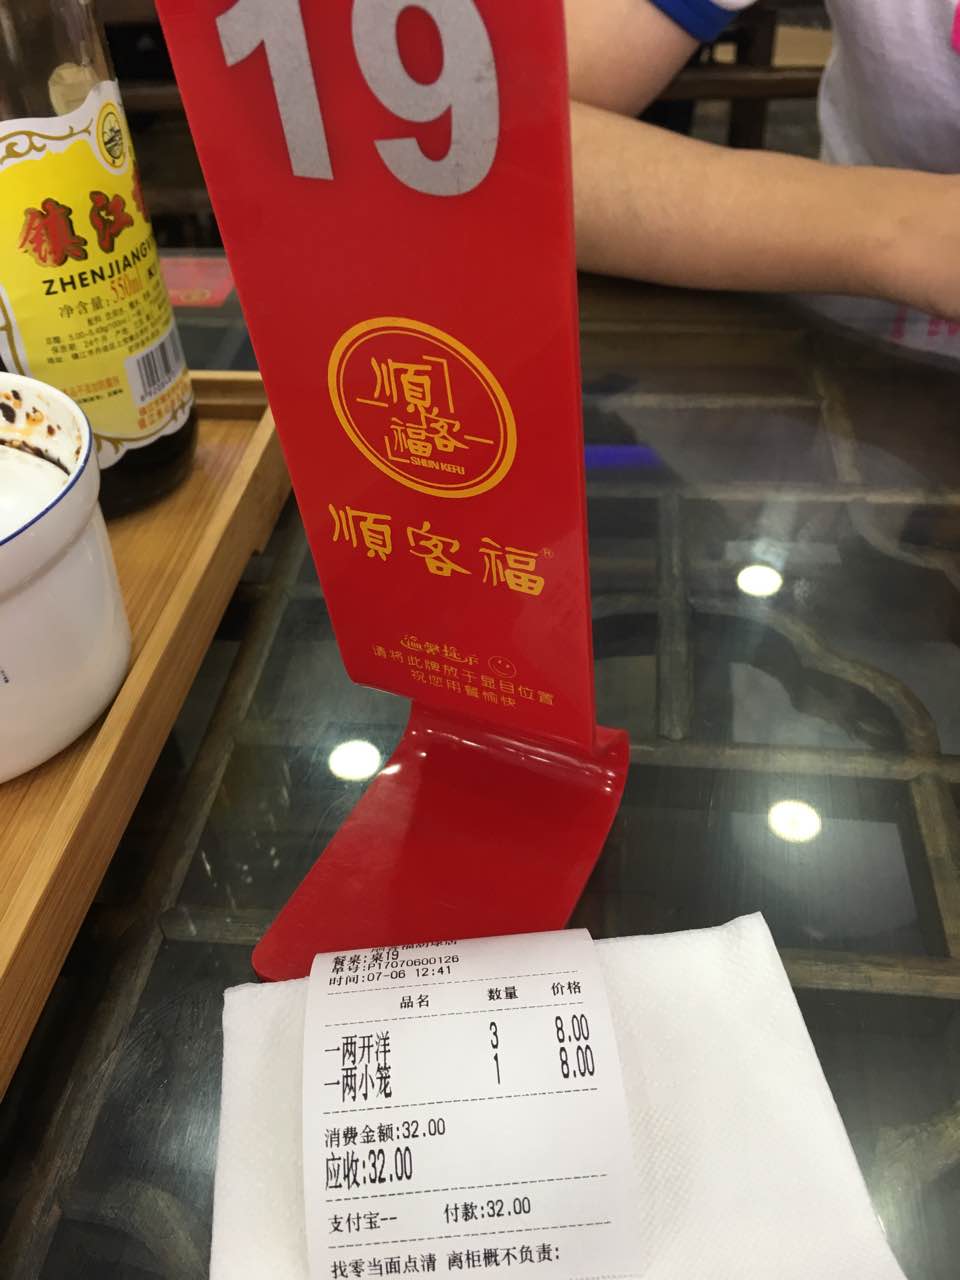 19
镇江
ZHENJIANG
净含量:550ml
順
客
福
SHUN KEFU
順客福®
温馨提示
请将此牌放于显目位置
祝您用餐愉快
餐桌:桌19
单号:P17070600126
时间:07-06 12:41
品名 数量 价格
一两开洋 3 8.00
一两小笼 1 8.00
消费金额:32.00
应收:32.00
支付宝-- 付款:32.00
找零当面点清 离柜概不负责: